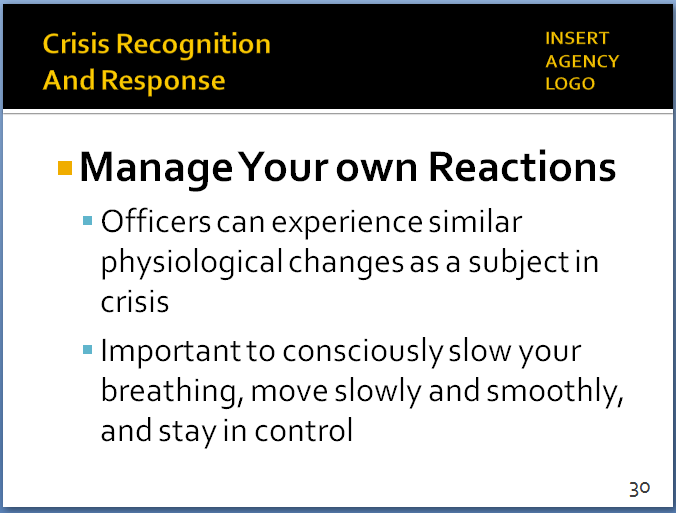 Crisis Recognition
And Response
INSERT
AGENCY
LOGO
Manage Your own Reactions
Officers can experience similar
physiological changes as a subject in
crisis
Important to consciously slow your
breathing, move slowly and smoothly,
and stay in control
30